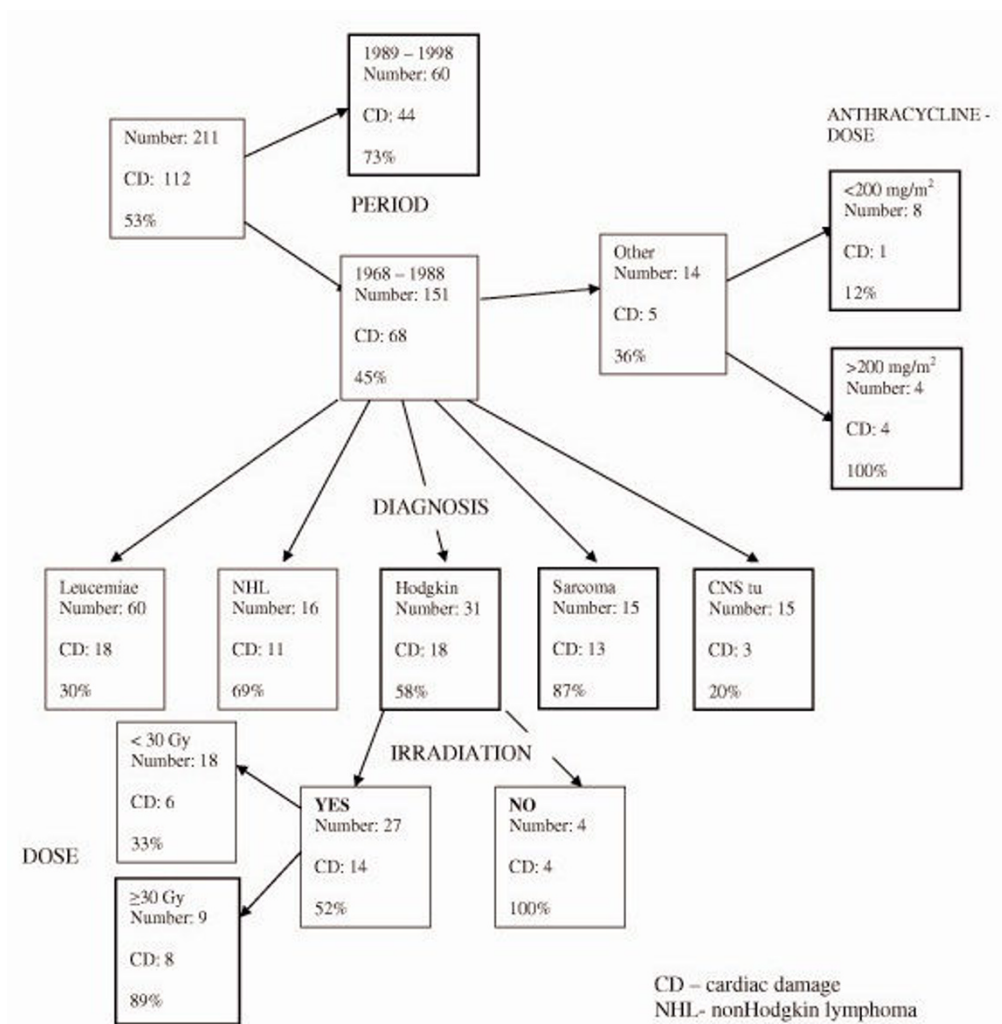 1989 – 1998
Number: 60
CD: 44
73%
Number: 211
CD: 112
53%
PERIOD
ANTHRACYCLINE -
DOSE
<200 mg/m²
Number: 8
CD: 1
12%
1968 – 1988
Number: 151
CD: 68
45%
Other
Number: 14
CD: 5
36%
>200 mg/m²
Number: 4
CD: 4
100%
DIAGNOSIS
Leucemiae
Number: 60
CD: 18
30%
NHL
Number: 16
CD: 11
69%
Hodgkin
Number: 31
CD: 18
58%
Sarcoma
Number: 15
CD: 13
87%
CNS tu
Number: 15
CD: 3
20%
IRRADIATION
< 30 Gy
Number: 18
CD: 6
33%
YES
Number: 27
CD: 14
52%
NO
Number: 4
CD: 4
100%
DOSE
≥30 Gy
Number: 9
CD: 8
89%
CD – cardiac damage
NHL- nonHodgkin lymphoma